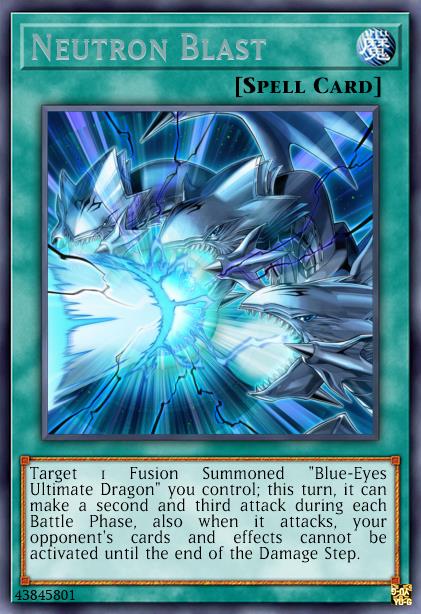 Neutron Blast
魔
[Spell Card]
Target 1 Fusion Summoned "Blue-Eyes
Ultimate Dragon" you control; this turn, it can
make a second and third attack during each
Battle Phase, also when it attacks, your
opponent's cards and effects cannot be
activated until the end of the Damage Step.
43845801